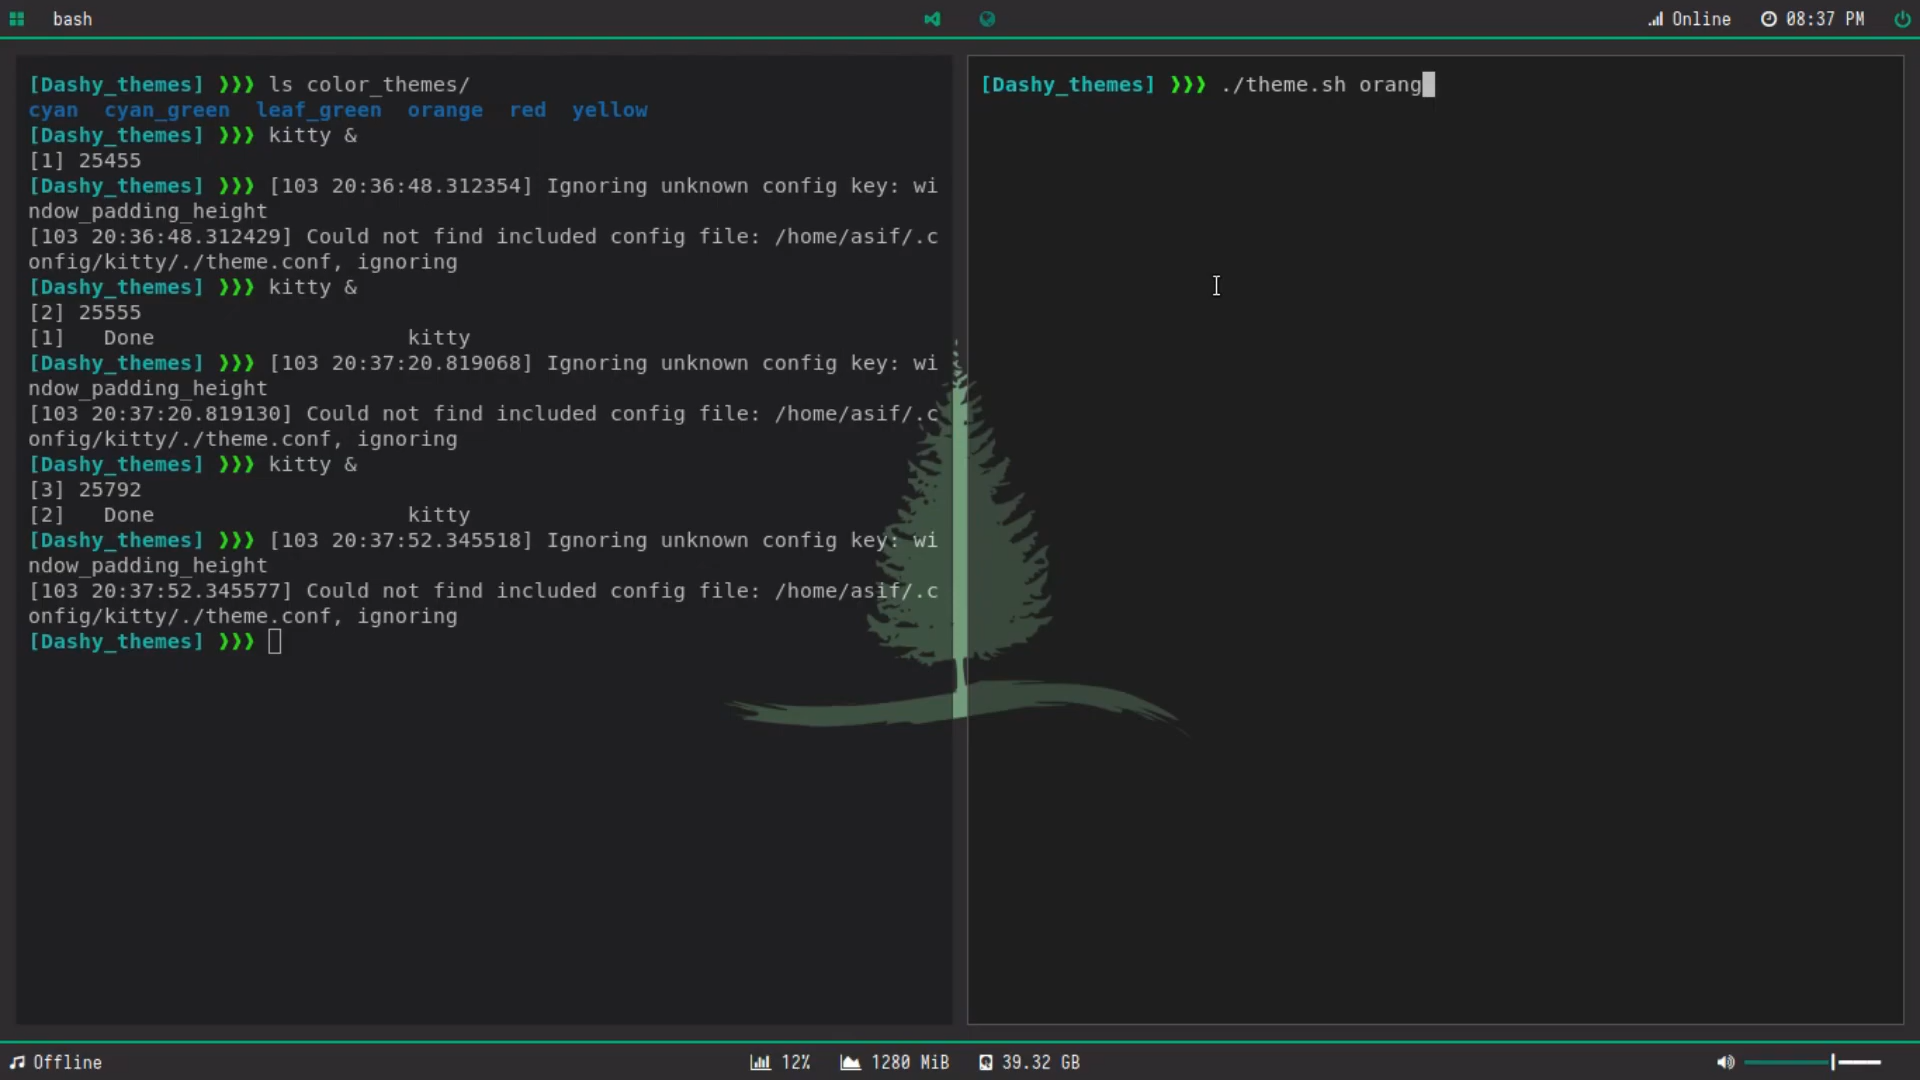 bash
Online
08:37 PM
[Dashy_themes] ❯❯❯ ls color_themes/
cyan cyan_green leaf_green orange red yellow
[Dashy_themes] ❯❯❯ kitty &
[1] 25455
[Dashy_themes] ❯❯❯ [103 20:36:48.312354] Ignoring unknown config key: wi
ndow_padding_height
[103 20:36:48.312429] Could not find included config file: /home/asif/.c
onfig/kitty/./theme.conf, ignoring
[Dashy_themes] ❯❯❯ kitty &
[2] 25555
[1] Done kitty
[Dashy_themes] ❯❯❯ [103 20:37:20.819068] Ignoring unknown config key: wi
ndow_padding_height
[103 20:37:20.819130] Could not find included config file: /home/asif/.c
onfig/kitty/./theme.conf, ignoring
[Dashy_themes] ❯❯❯ kitty &
[3] 25792
[2] Done kitty
[Dashy_themes] ❯❯❯ [103 20:37:52.345518] Ignoring unknown config key: wi
ndow_padding_height
[103 20:37:52.345577] Could not find included config file: /home/asif/.c
onfig/kitty/./theme.conf, ignoring
[Dashy_themes] ❯❯❯
[Dashy_themes] ❯❯❯ ./theme.sh orang
Offline
12%
1280 MiB
39.32 GB